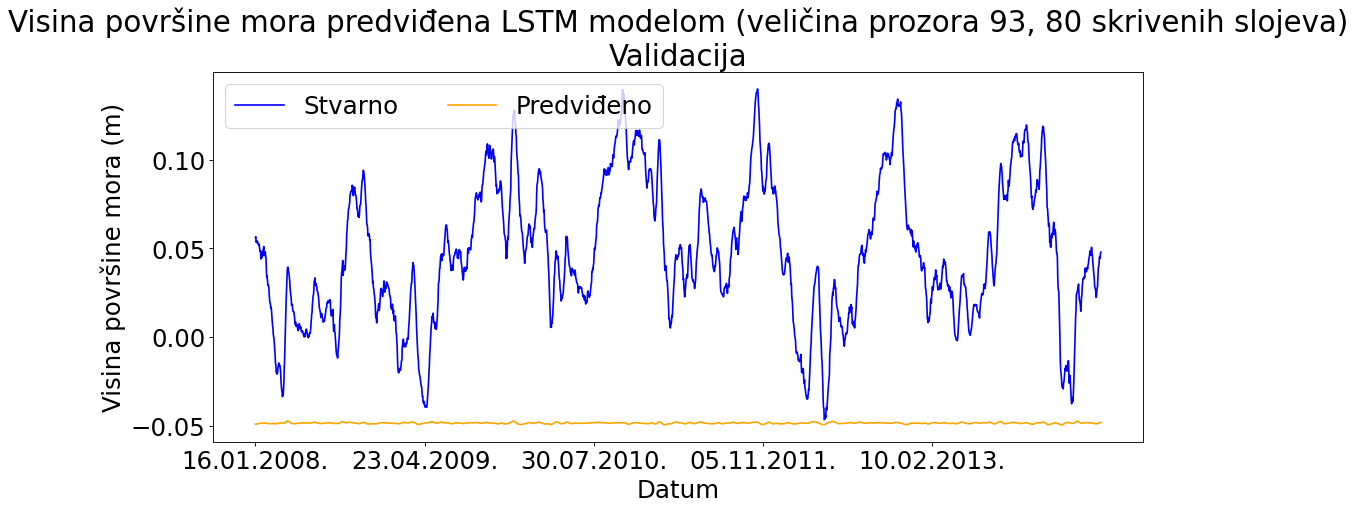 Visina površine mora predviđena LSTM modelom (veličina prozora 93, 80 skrivenih slojeva)
Validacija
Stvarno Predviđeno
Visina površine mora (m)
0.10
0.05
0.00
−0.05
16.01.2008. 23.04.2009. 30.07.2010. 05.11.2011. 10.02.2013.
Datum